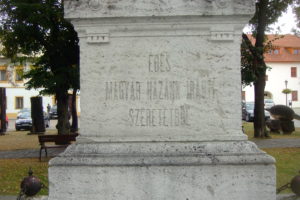 ÉDES
MAGYAR HAZÁNK IRÁNTI
SZERETETBŐL